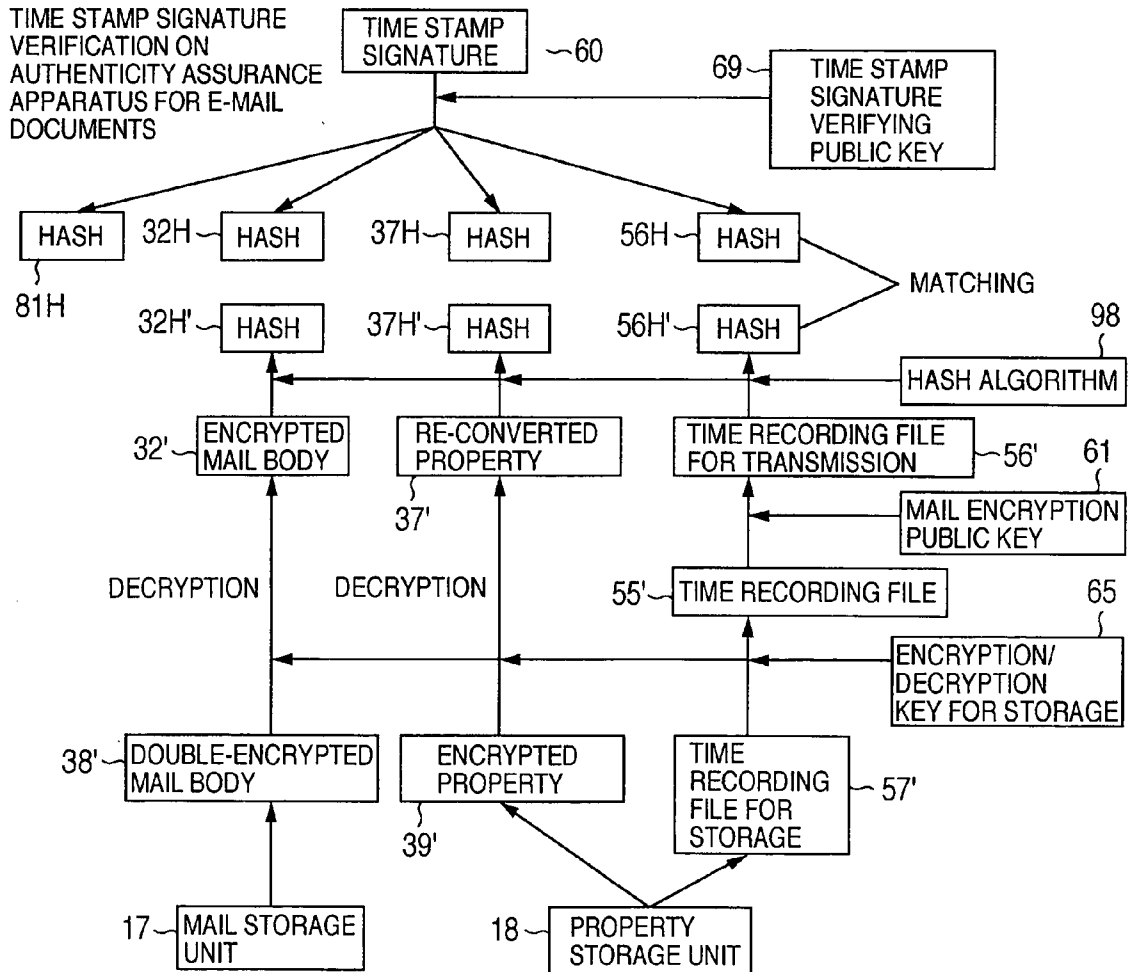 TIME STAMP SIGNATURE
VERIFICATION ON
AUTHENTICITY ASSURANCE
APPARATUS FOR E-MAIL
DOCUMENTS
TIME STAMP
SIGNATURE
60
69
TIME STAMP
SIGNATURE
VERIFYING
PUBLIC KEY
HASH
81H
32H
HASH
37H
HASH
56H
HASH
MATCHING
32H'
HASH
37H'
HASH
56H'
HASH
98
HASH ALGORITHM
32'
ENCRYPTED
MAIL BODY
RE-CONVERTED
PROPERTY
37'
TIME RECORDING FILE
FOR TRANSMISSION
56'
61
MAIL ENCRYPTION
PUBLIC KEY
DECRYPTION
DECRYPTION
55'
TIME RECORDING FILE
65
ENCRYPTION/
DECRYPTION
KEY FOR STORAGE
38'
DOUBLE-ENCRYPTED
MAIL BODY
ENCRYPTED
PROPERTY
39'
TIME
RECORDING
FILE FOR
STORAGE
57'
17
MAIL STORAGE
UNIT
18
PROPERTY
STORAGE UNIT